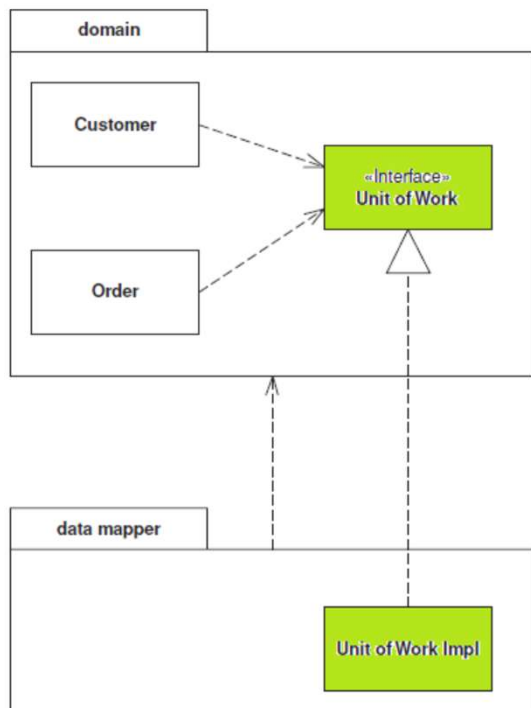 domain
Customer
«Interface»
Unit of Work
Order
data mapper
Unit of Work Impl